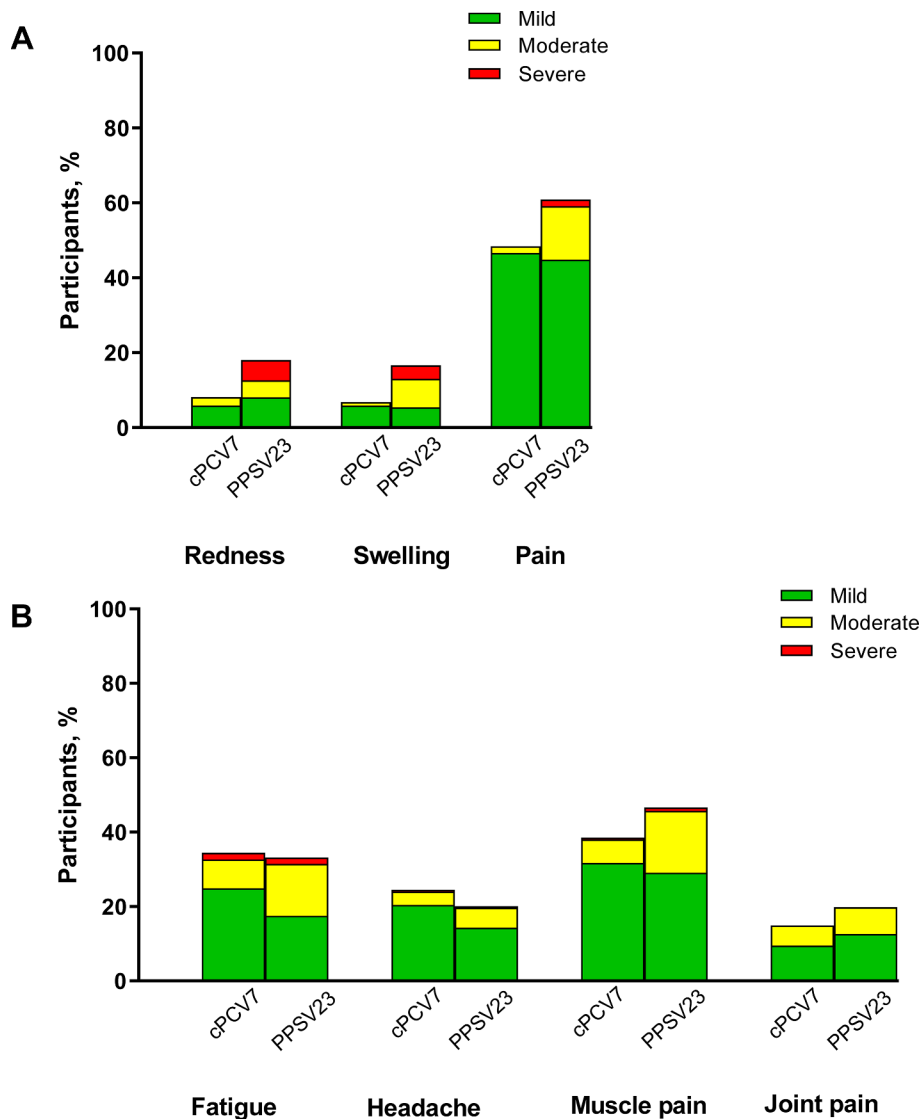 A
Mild
Moderate
Severe
Participants, %
100
80
60
40
20
0
cPCV7
PPSV23
cPCV7
PPSV23
cPCV7
PPSV23
Redness
Swelling
Pain
B
Mild
Moderate
Severe
Participants, %
100
80
60
40
20
0
cPCV7
PPSV23
cPCV7
PPSV23
cPCV7
PPSV23
cPCV7
PPSV23
Fatigue
Headache
Muscle pain
Joint pain